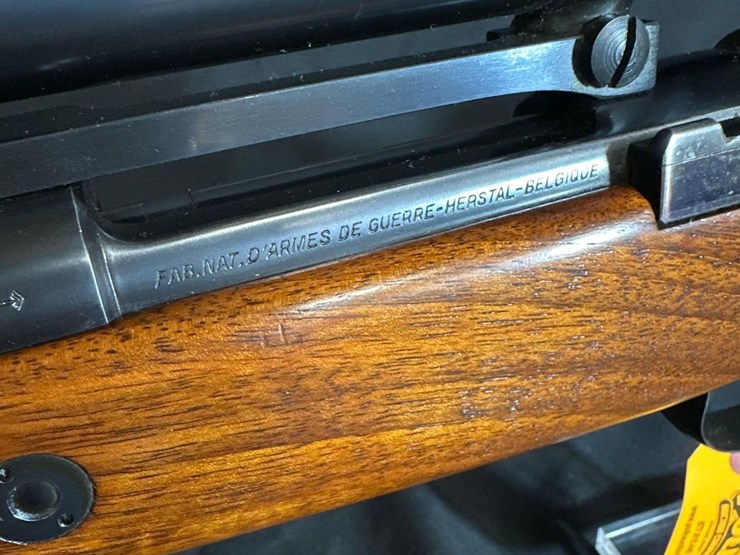 FAB. NAT. D'ARMES DE GUERRE-HERSTAL-BELGIQUE